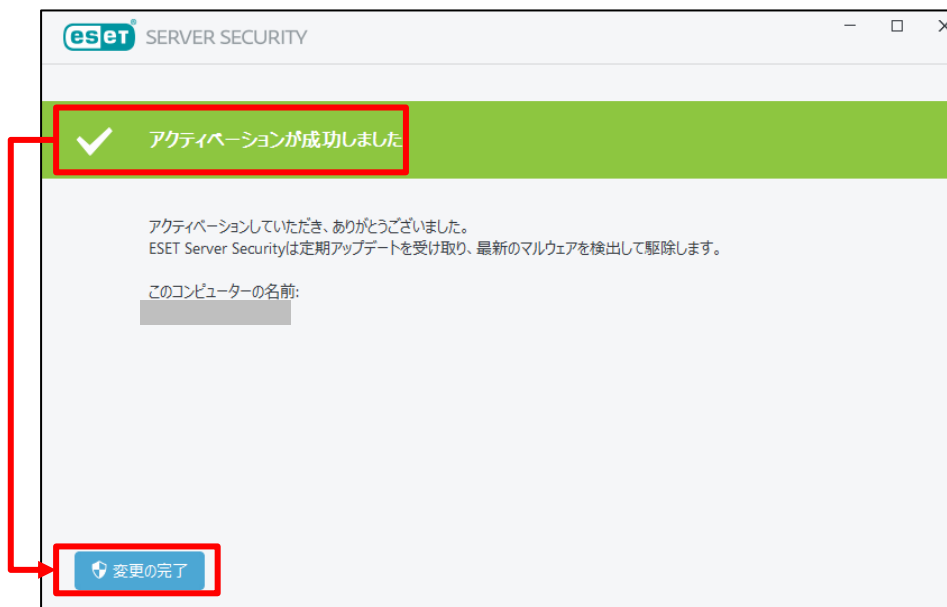 eset® SERVER SECURITY
アクティベーションが成功しました
アクティベーションしていただき、ありがとうございました。
ESET Server Securityは定期アップデートを受け取り、最新のマルウェアを検出して駆除します。
このコンピューターの名前:
変更の完了